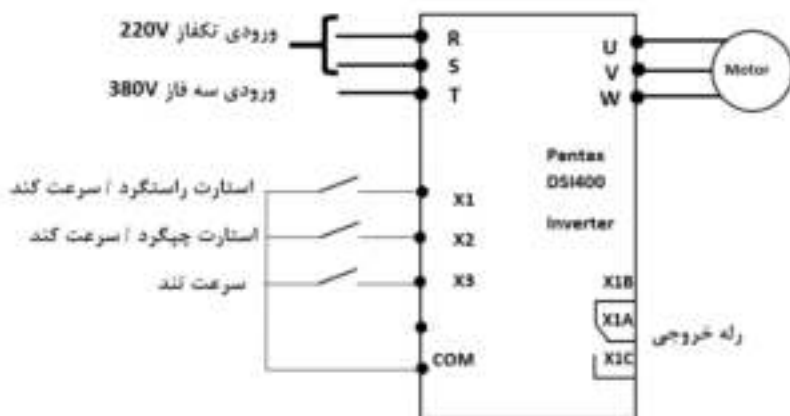 ورودی تکفاز 220V
ورودی سه فاز 380V
R
S
T
U
V
W
Motor
Pentax
DSI400
Inverter
استارت راستگرد / سرعت کند
استارت چپگرد / سرعت کند
سرعت تند
X1
X2
X3
COM
X1B
X1A
X1C
رله خروجی